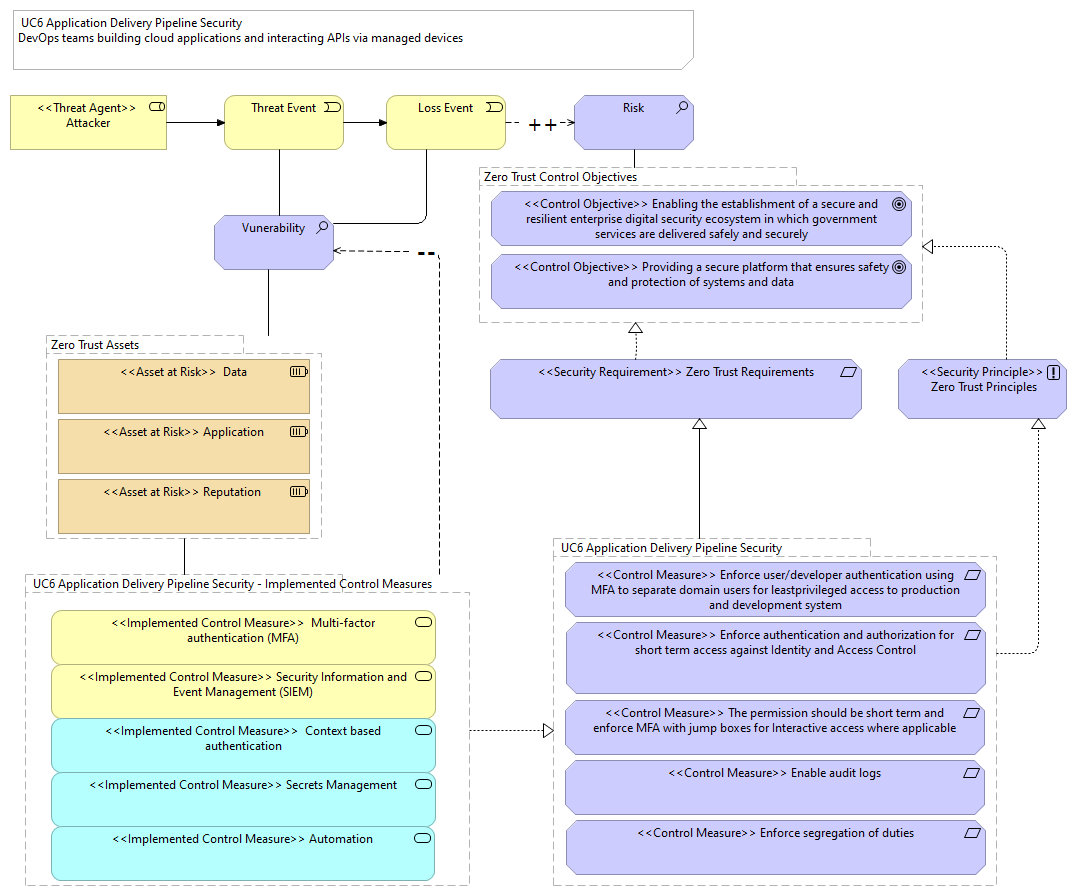 UC6 Application Delivery Pipeline Security
DevOps teams building cloud applications and interacting APIs via managed devices
<<Threat Agent>>
Attacker
Threat Event
Loss Event
++
Risk
Vunerability
--
Zero Trust Control Objectives
<<Control Objective>> Enabling the establishment of a secure and
resilient enterprise digital security ecosystem in which government
services are delivered safely and securely
<<Control Objective>> Providing a secure platform that ensures safety
and protection of systems and data
Zero Trust Assets
<<Asset at Risk>> Data
<<Asset at Risk>> Application
<<Asset at Risk>> Reputation
<<Security Requirement>> Zero Trust Requirements
<<Security Principle>>
Zero Trust Principles
UC6 Application Delivery Pipeline Security - Implemented Control Measures
<<Implemented Control Measure>> Multi-factor
authentication (MFA)
<<Implemented Control Measure>> Security Information and
Event Management (SIEM)
<<Implemented Control Measure>> Context based
authentication
<<Implemented Control Measure>> Secrets Management
<<Implemented Control Measure>> Automation
UC6 Application Delivery Pipeline Security
<<Control Measure>> Enforce user/developer authentication using
MFA to separate domain users for leastprivileged access to production
and development system
<<Control Measure>> Enforce authentication and authorization for
short term access against Identity and Access Control
<<Control Measure>> The permission should be short term and
enforce MFA with jump boxes for Interactive access where applicable
<<Control Measure>> Enable audit logs
<<Control Measure>> Enforce segregation of duties